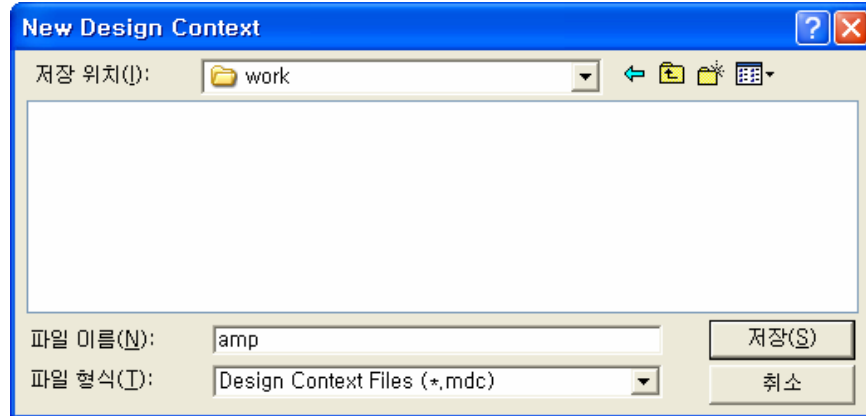 New Design Context
저장 위치(I): work
파일 이름(N): amp 저장(S)
파일 형식(T): Design Context Files (*,mdc) 취소